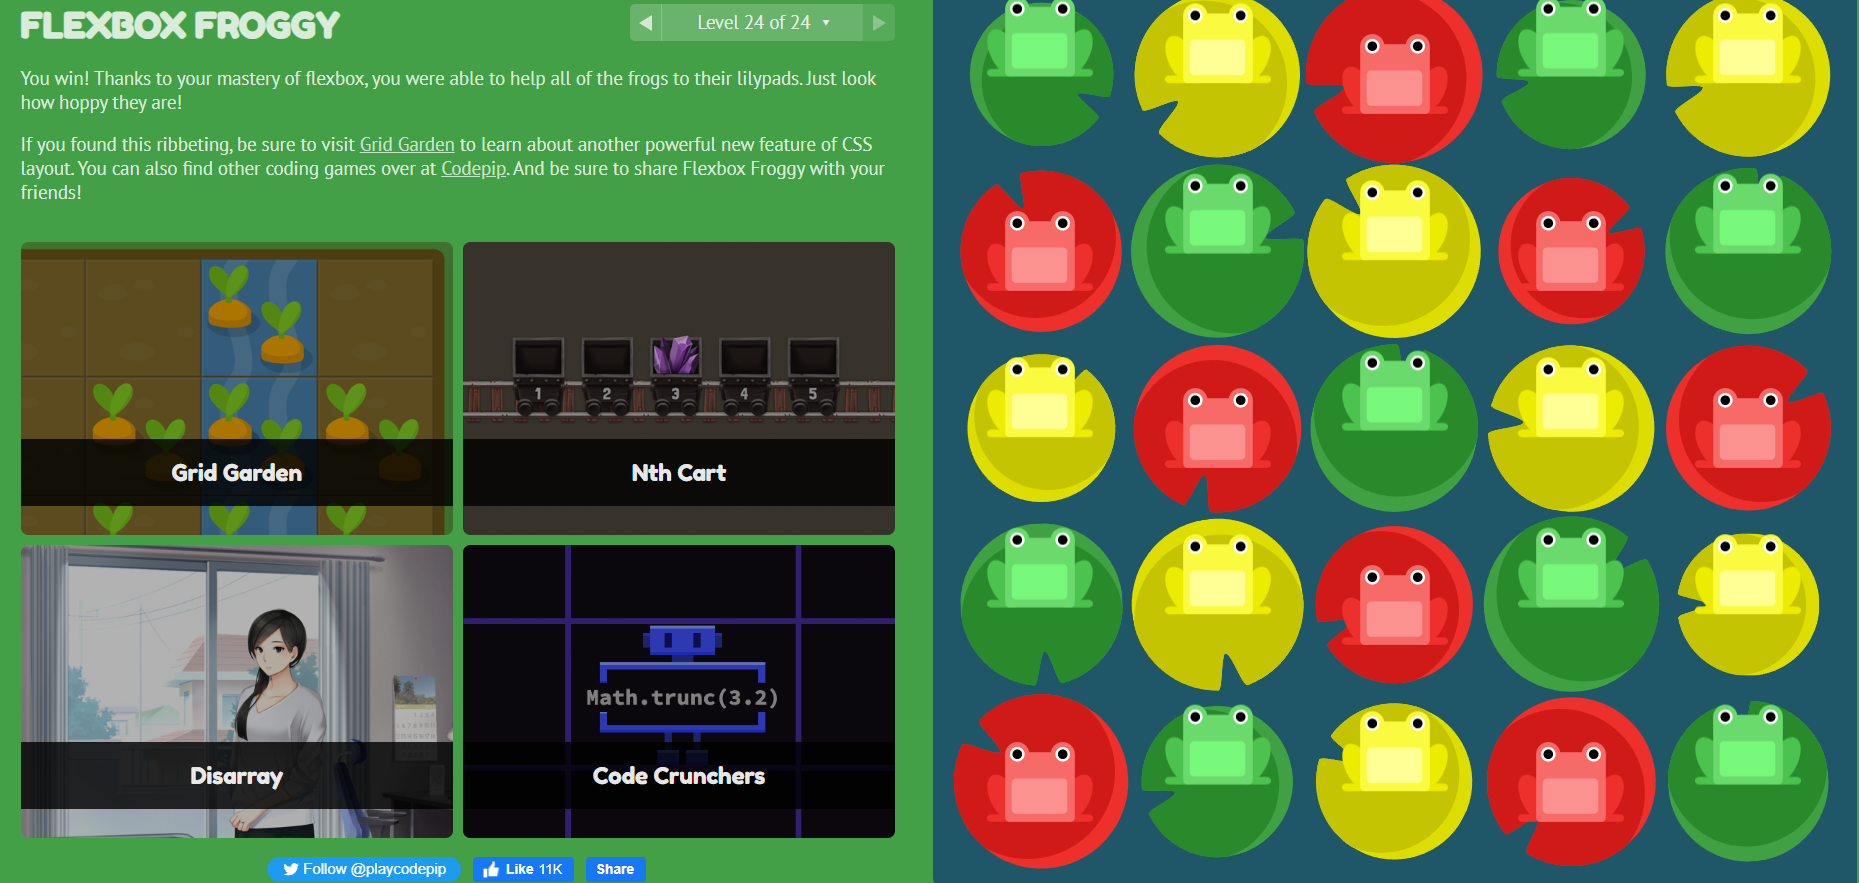 FLEXBOX FROGGY
Level 24 of 24
You win! Thanks to your mastery of flexbox, you were able to help all of the frogs to their lilypads. Just look
how hoppy they are!
If you found this ribbeting, be sure to visit Grid Garden to learn about another powerful new feature of CSS
layout. You can also find other coding games over at Codepip. And be sure to share Flexbox Froggy with your
friends!
1 2 3 4 5
Grid Garden
Nth Cart
Math.trunc(3.2)
Disarray
Code Crunchers
Follow @playcodepip
Like 11K
Share